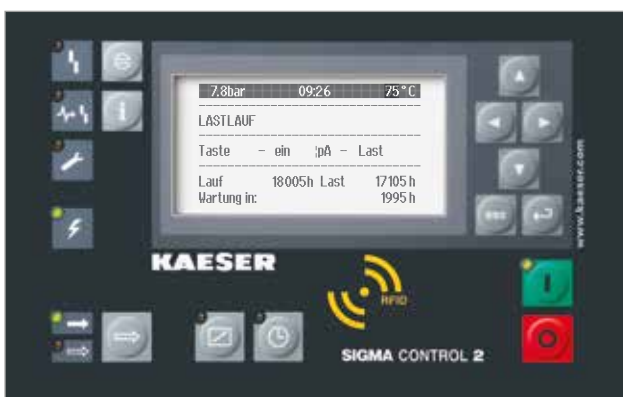 7.8bar 09:26 75°C
LASTLAUF
Taste – ein ¦pA – Last
Lauf 18005h Last 17105h
Wartung in: 1995h
esc
www.kaeser.com
KAESER
RFID
I
SIGMA CONTROL 2